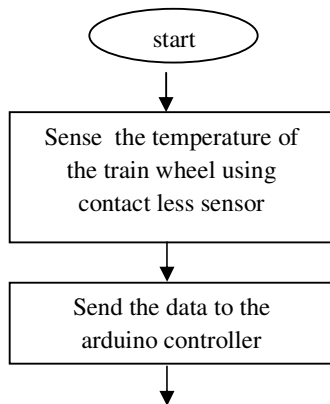 start
Sense the temperature of
the train wheel using
contact less sensor
Send the data to the
arduino controller